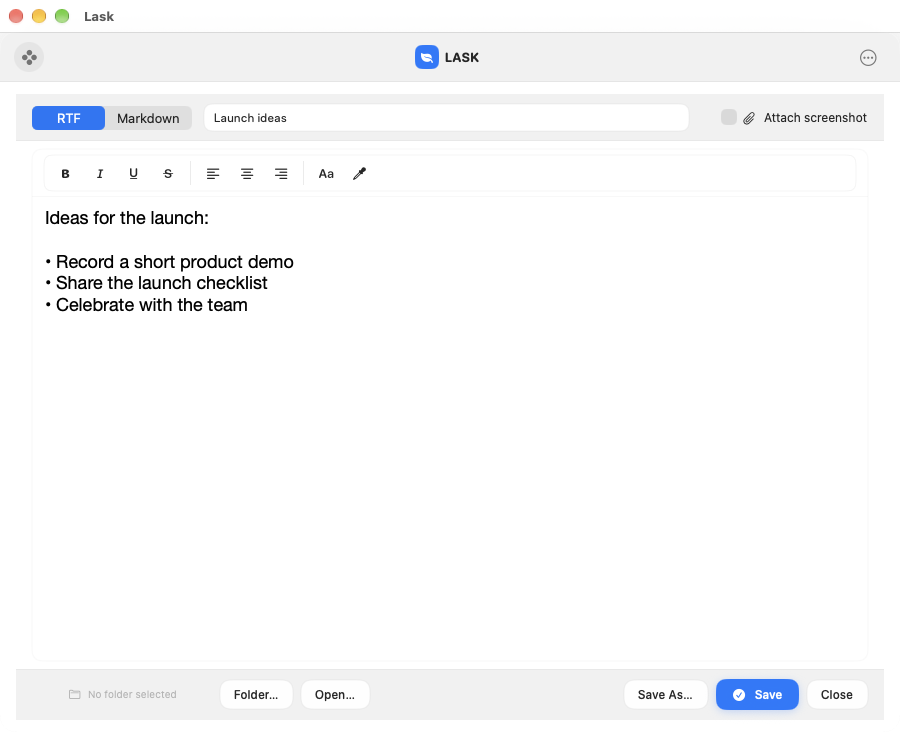 Lask
LASK
RTF Markdown Launch ideas Attach screenshot
B I U S Aa
Ideas for the launch:
• Record a short product demo
• Share the launch checklist
• Celebrate with the team
No folder selected Folder... Open... Save As... Save Close